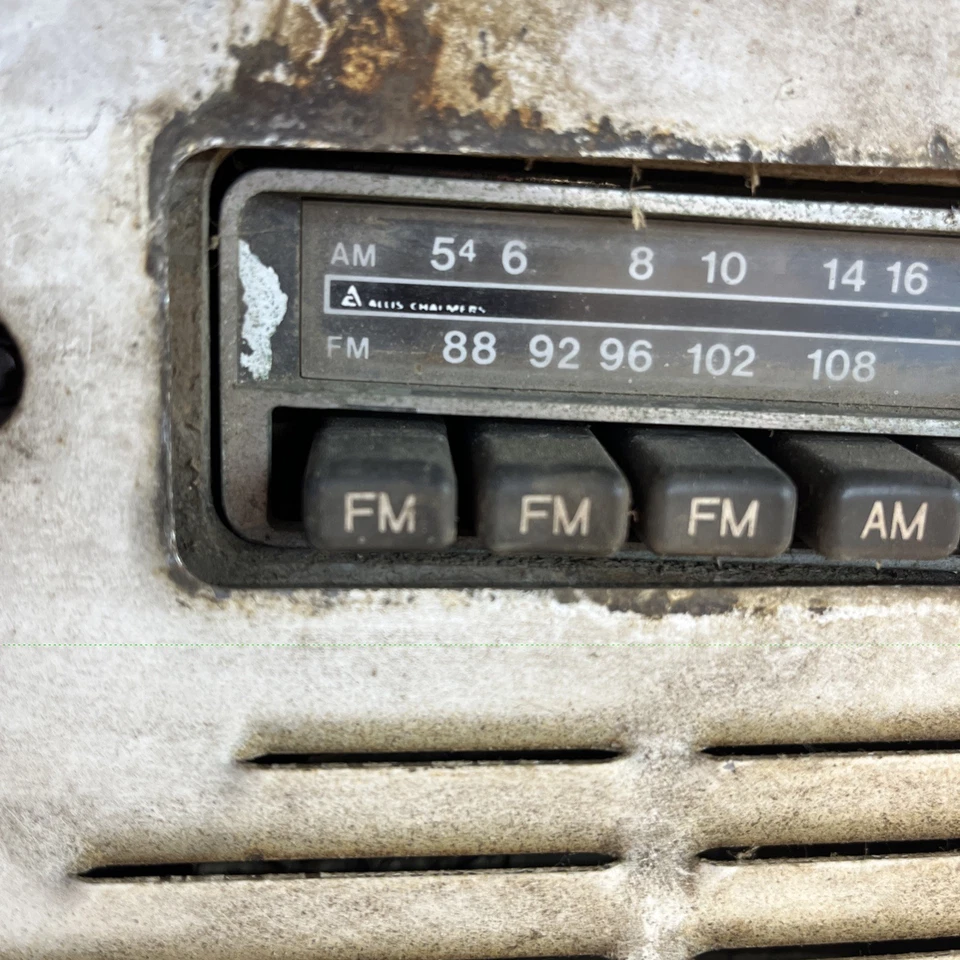 AM 54 6 8 10 14 16
ALLIS CHALMERS
FM 88 92 96 102 108
FM FM FM AM